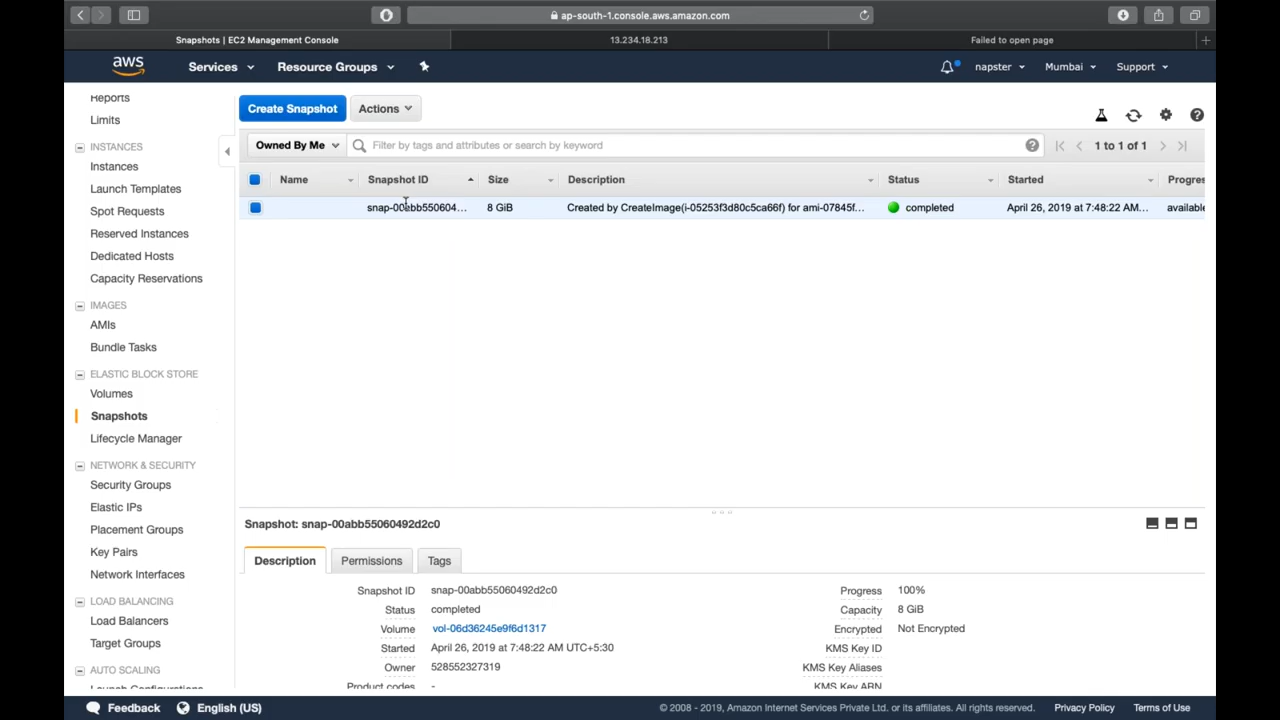 ap-south-1.console.aws.amazon.com
Snapshots | EC2 Management Console
13.234.18.213
Failed to open page
aws
Services
Resource Groups
napster
Mumbai
Support
Reports
Limits
INSTANCES
Instances
Launch Templates
Spot Requests
Reserved Instances
Dedicated Hosts
Capacity Reservations
IMAGES
AMIs
Bundle Tasks
ELASTIC BLOCK STORE
Volumes
Snapshots
Lifecycle Manager
NETWORK & SECURITY
Security Groups
Elastic IPs
Placement Groups
Key Pairs
Network Interfaces
LOAD BALANCING
Load Balancers
Target Groups
AUTO SCALING
Launch Configurations
Create Snapshot
Actions
Owned By Me
Filter by tags and attributes or search by keyword
1 to 1 of 1
Name Snapshot ID Size Description Status Started Progres
snap-00abb550604... 8 GiB Created by CreateImage(i-05253f3d80c5ca66f) for ami-07845f... completed April 26, 2019 at 7:48:22 AM... available
Snapshot: snap-00abb55060492d2c0
Description Permissions Tags
Snapshot ID snap-00abb55060492d2c0
Status completed
Volume vol-06d36245e9f6d1317
Started April 26, 2019 at 7:48:22 AM UTC+5:30
Owner 528552327319
Product codes -
Progress 100%
Capacity 8 GiB
Encrypted Not Encrypted
KMS Key ID
KMS Key Aliases
KMS Key ARN
Feedback
English (US)
© 2008 - 2019, Amazon Internet Services Private Ltd. or its affiliates. All rights reserved.
Privacy Policy
Terms of Use